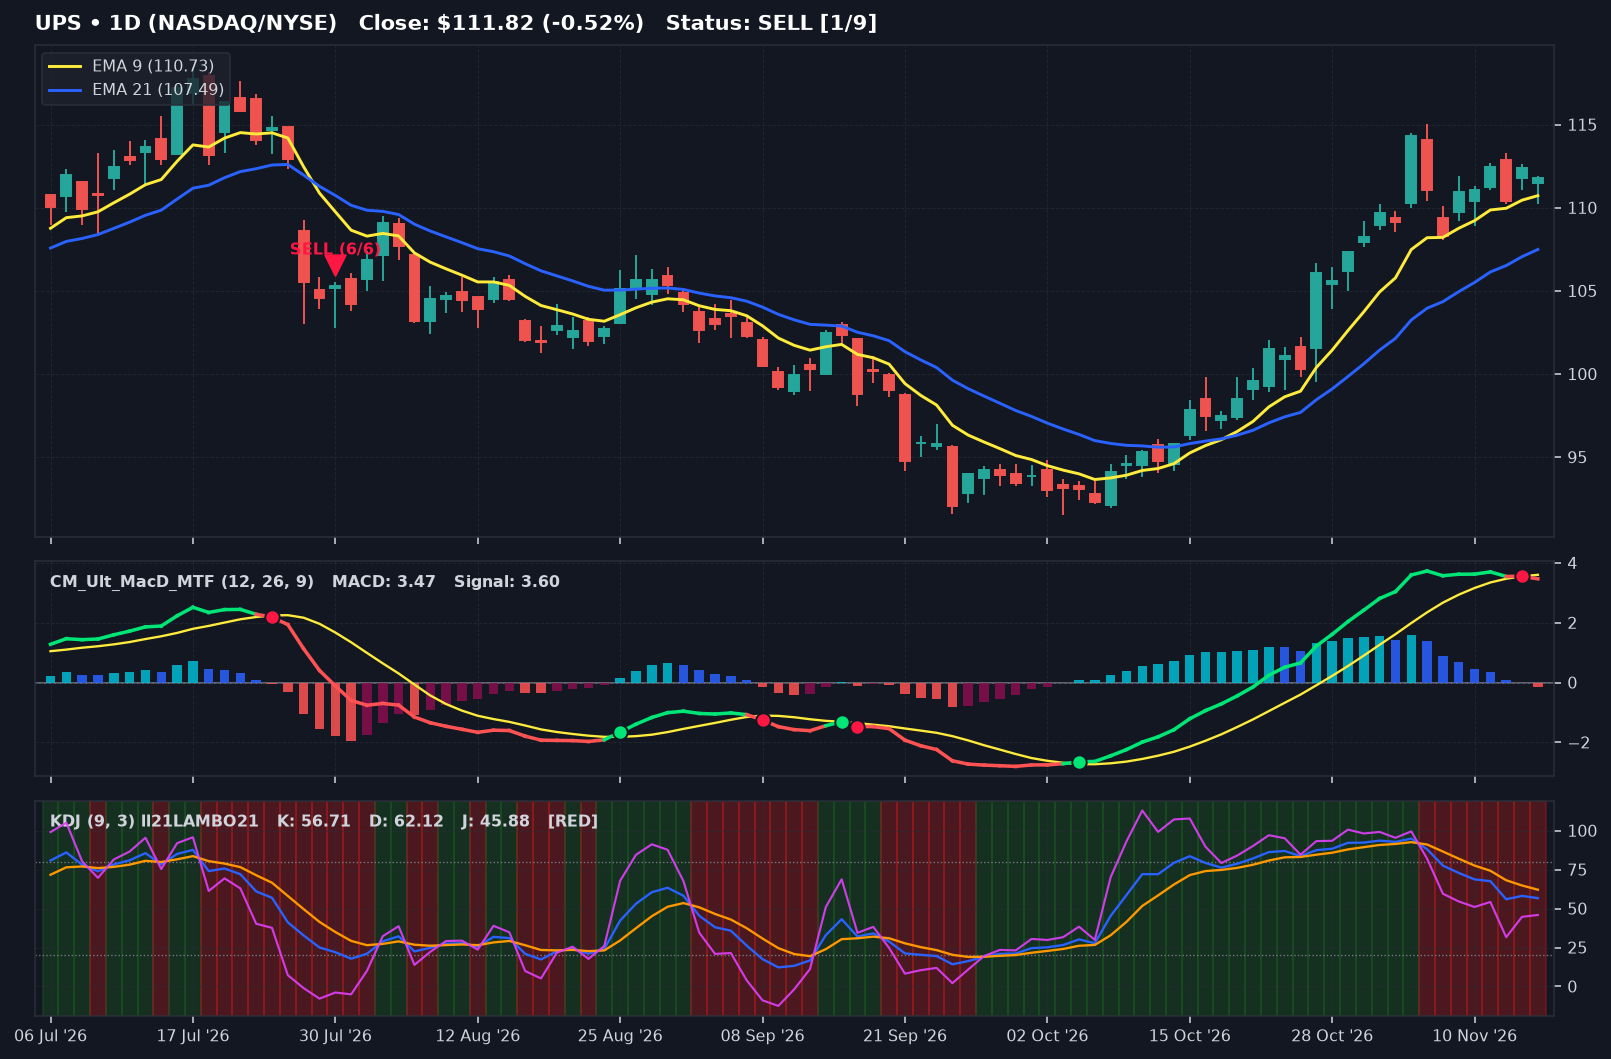 UPS • 1D (NASDAQ/NYSE)   Close: $111.82 (-0.52%)   Status: SELL [1/9]
EMA 9 (110.73)
EMA 21 (107.49)
SELL (6/6)
115
110
105
100
95
CM_Ult_MacD_MTF (12, 26, 9)   MACD: 3.47   Signal: 3.60
4
2
0
−2
KDJ (9, 3) ll21LAMBO21   K: 56.71   D: 62.12   J: 45.88   [RED]
100
75
50
25
0
06 Jul '26
17 Jul '26
30 Jul '26
12 Aug '26
25 Aug '26
08 Sep '26
21 Sep '26
02 Oct '26
15 Oct '26
28 Oct '26
10 Nov '26